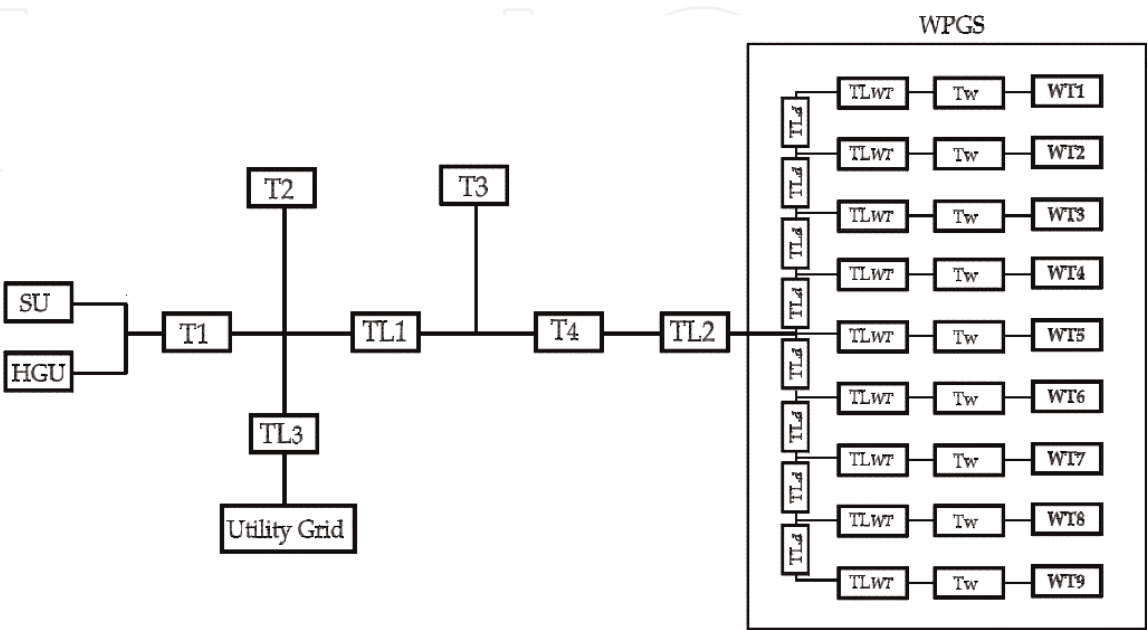 WPGS
TLWT Tw WT1
TLd
TLWT Tw WT2
TLd
TLWT Tw WT3
TLd
TLWT Tw WT4
TLd
TLWT Tw WT5
TLd
TLWT Tw WT6
TLd
TLWT Tw WT7
TLd
TLWT Tw WT8
TLd
TLWT Tw WT9
T2
T3
SU
HGU
T1
TL1
T4
TL2
TL3
Utility Grid